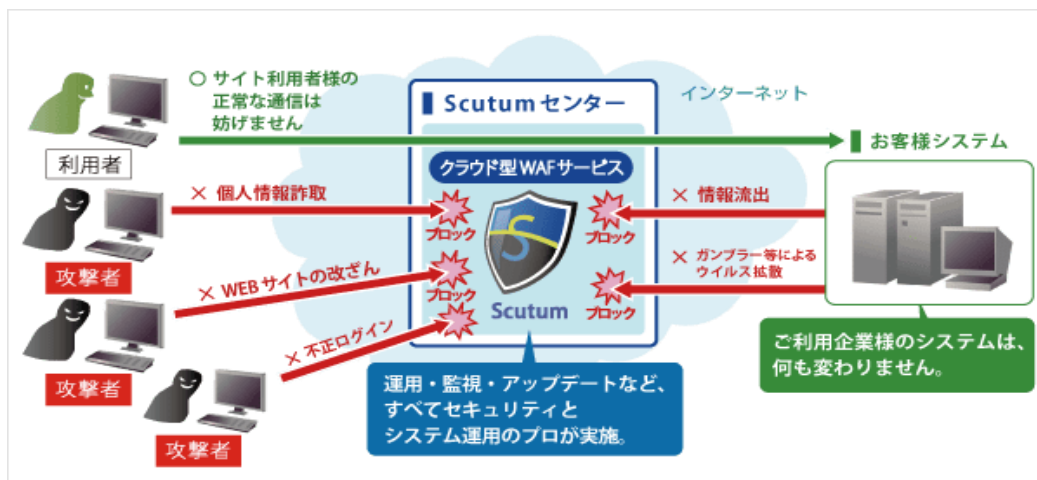 ○ サイト利用者様の
正常な通信は
妨げません
Scutumセンター
インターネット
お客様システム
利用者
クラウド型WAFサービス
× 個人情報詐取
ブロック
ブロック
× 情報流出
攻撃者
× WEBサイトの改ざん
ブロック
× ガンブラー等による
ウイルス拡散
ブロック
S
Scutum
× 不正ログイン
攻撃者
攻撃者
運用・監視・アップデートなど、
すべてセキュリティと
システム運用のプロが実施。
ご利用企業様のシステムは、
何も変わりません。